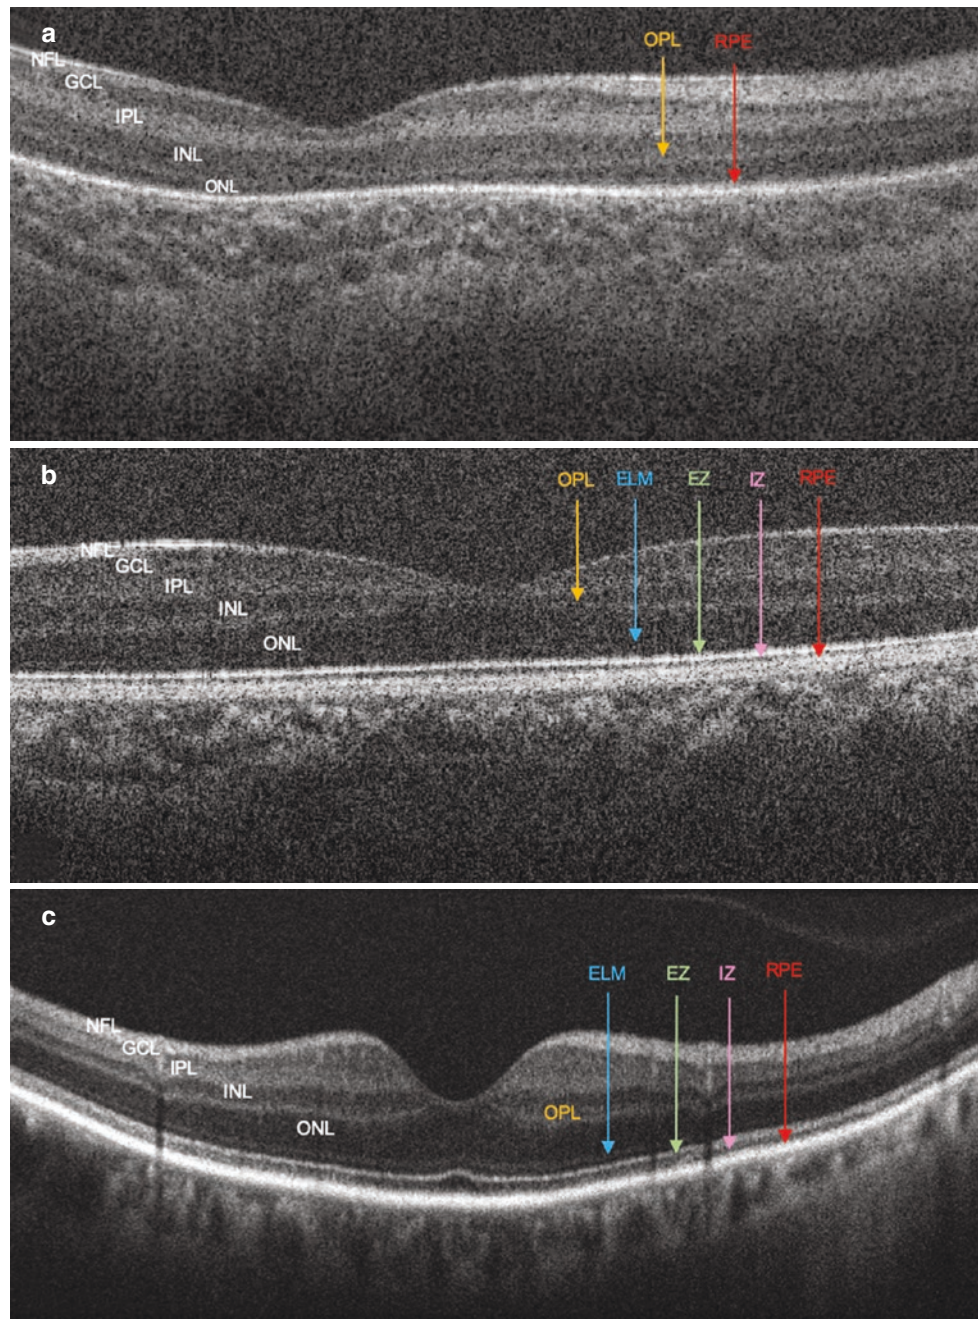 a
OPL RPE
NFL
GCL
IPL
INL
ONL
b
OPL ELM EZ IZ RPE
NFL
GCL
IPL
INL
ONL
c
ELM EZ IZ RPE
NFL
GCL
IPL
INL
OPL
ONL